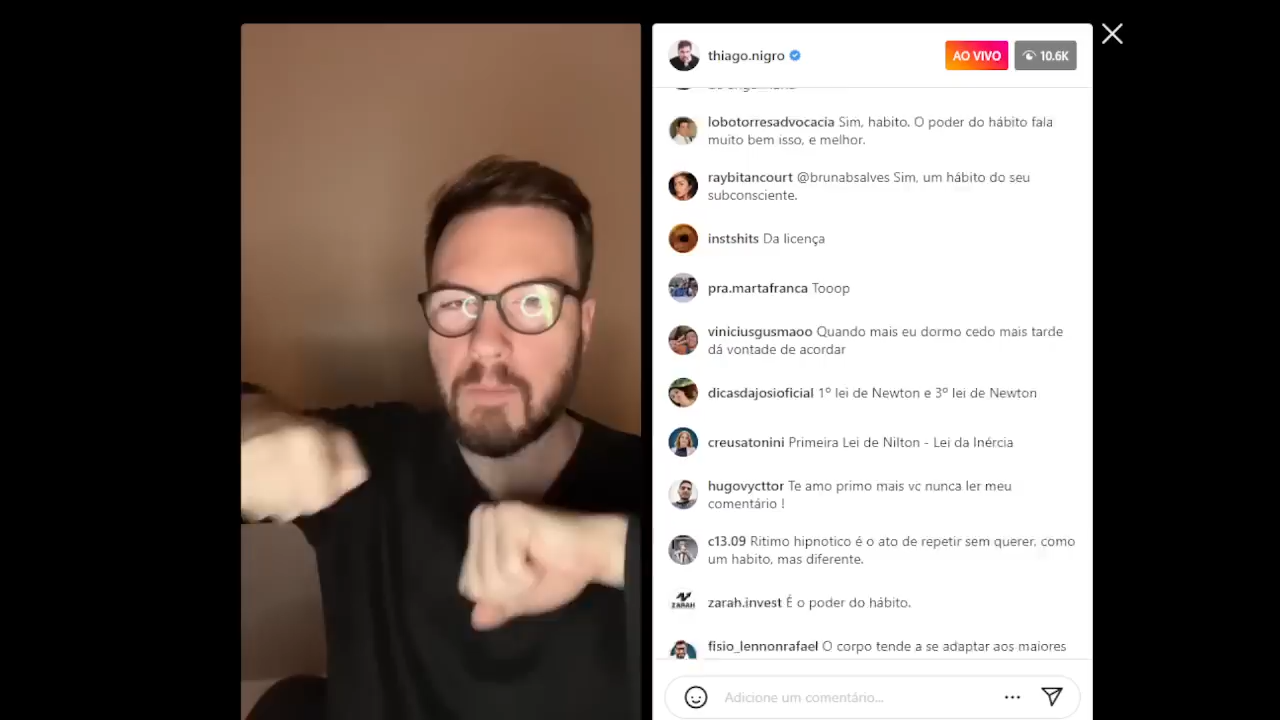 thiago.nigro
AO VIVO
10.6K
lobotorresadvocacia Sim, habito. O poder do hábito fala
muito bem isso, e melhor.
raybitancourt @brunabsalves Sim, um hábito do seu
subconsciente.
instshits Da licença
pra.martafranca Tooop
viniciusgusmaoo Quando mais eu dormo cedo mais tarde
dá vontade de acordar
dicasdajosioficial 1º lei de Newton e 3º lei de Newton
creusatonini Primeira Lei de Nilton - Lei da Inércia
hugovycttor Te amo primo mais vc nunca ler meu
comentário !
c13.09 Ritimo hipnotico é o ato de repetir sem querer, como
um habito, mas diferente.
ZARAH
zarah.invest É o poder do hábito.
fisio_lennonrafael O corpo tende a se adaptar aos maiores
Adicione um comentário...